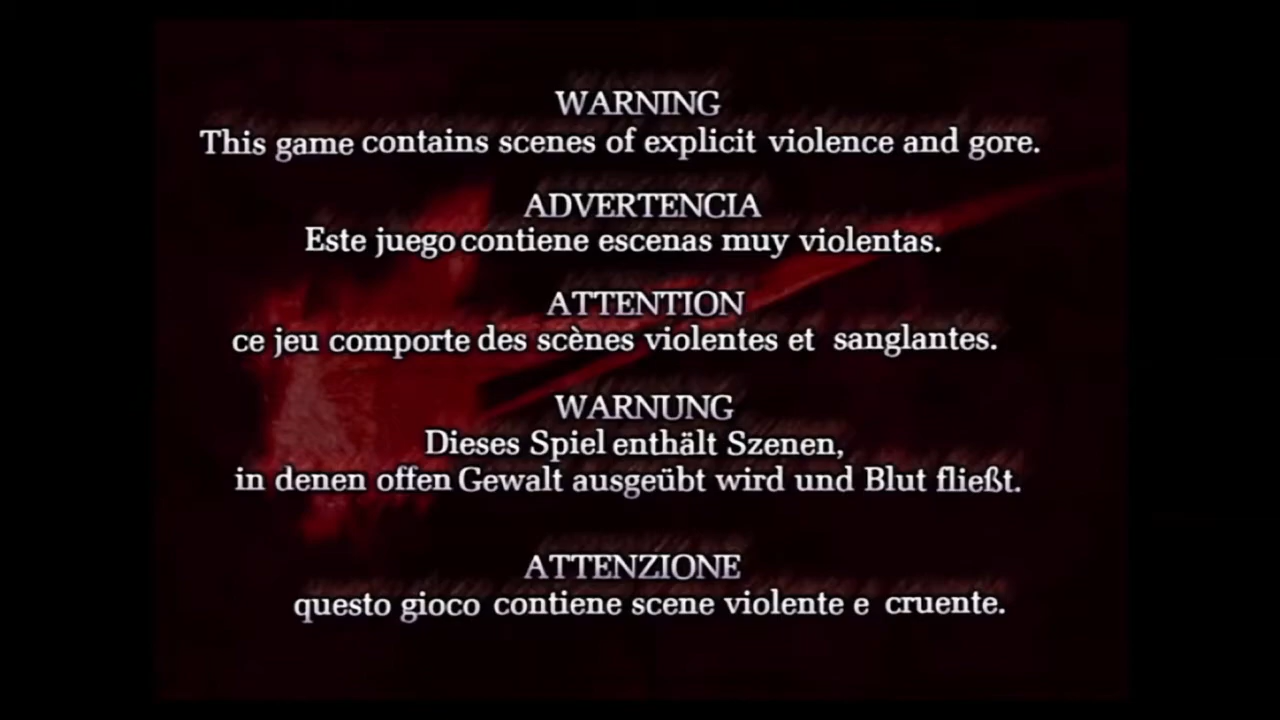 WARNING
This game contains scenes of explicit violence and gore.
ADVERTENCIA
Este juego contiene escenas muy violentas.
ATTENTION
ce jeu comporte des scènes violentes et sanglantes.
WARNUNG
Dieses Spiel enthält Szenen,
in denen offen Gewalt ausgeübt wird und Blut fließt.
ATTENZIONE
questo gioco contiene scene violente e cruente.